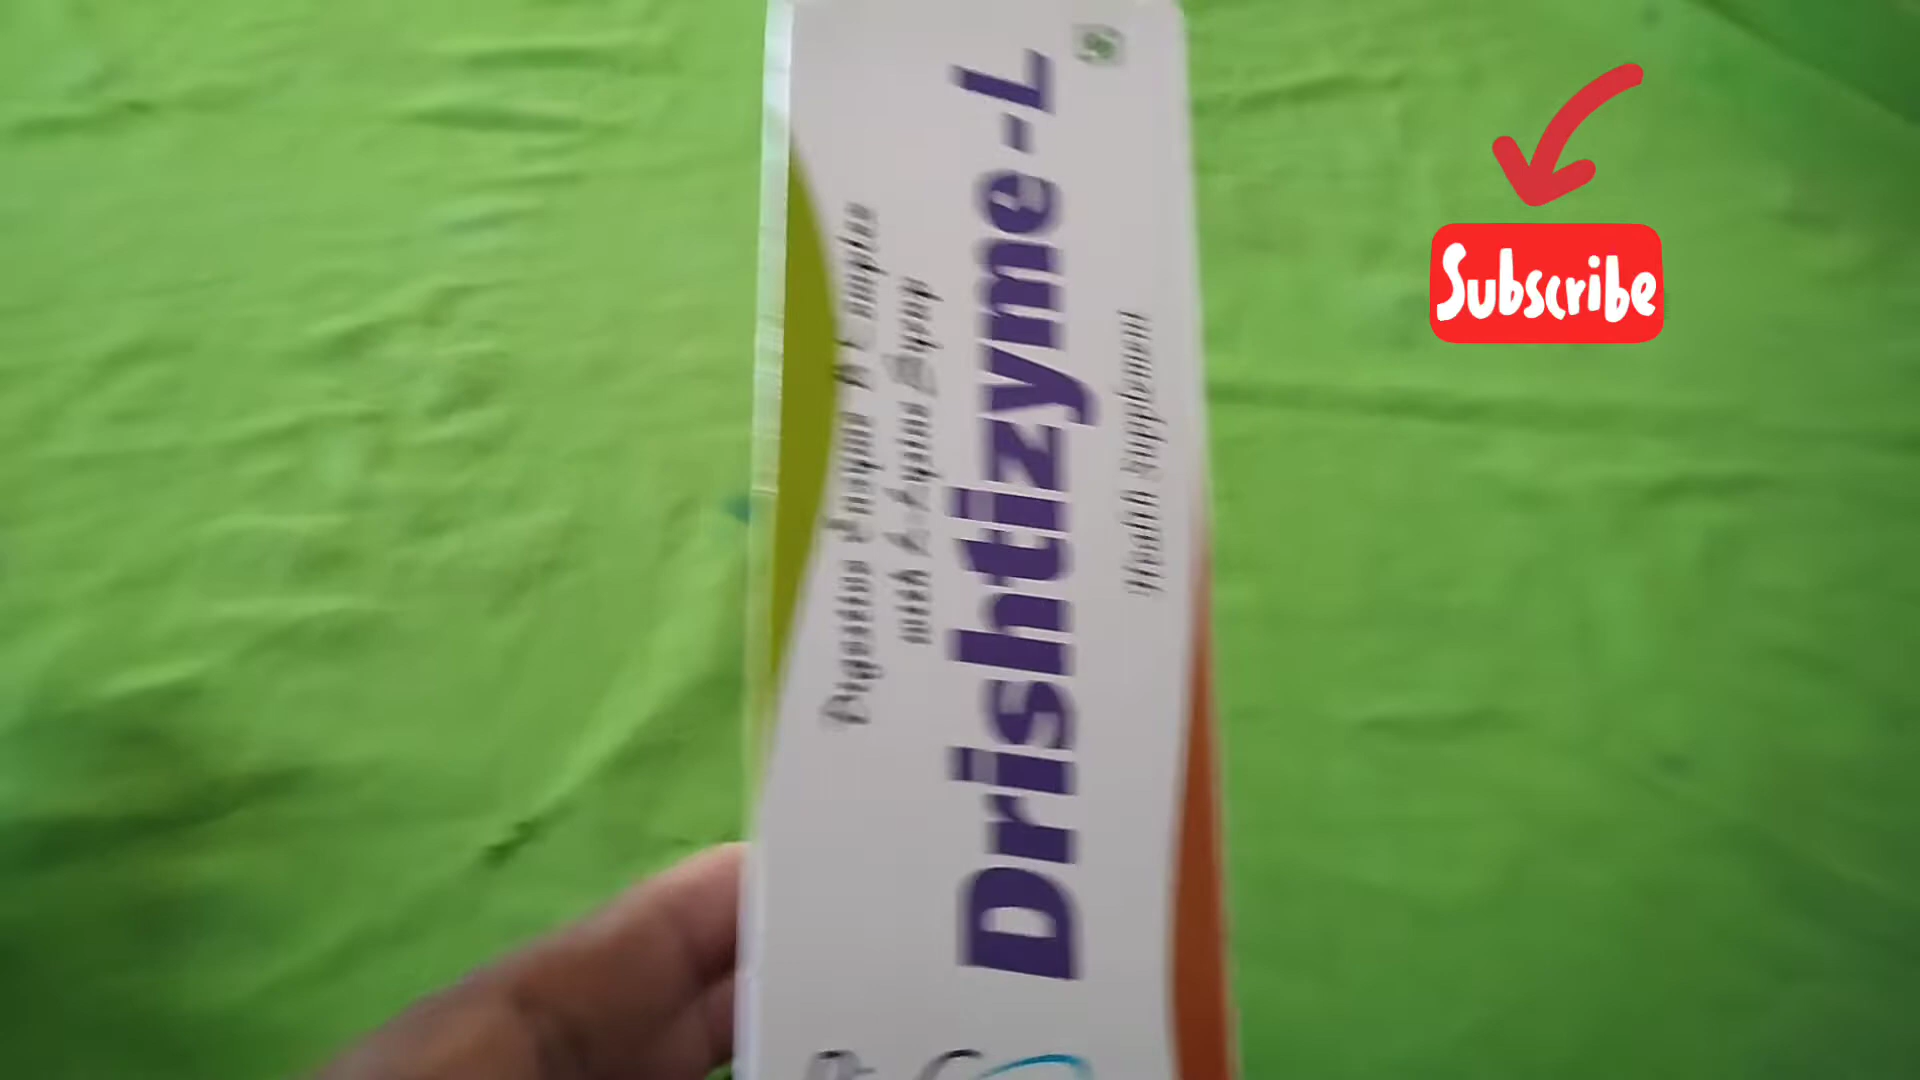 Digestive Enzyme B Complex
with L-Lysine Syrup
Drishtizyme-L
Health Supplement
Subscribe